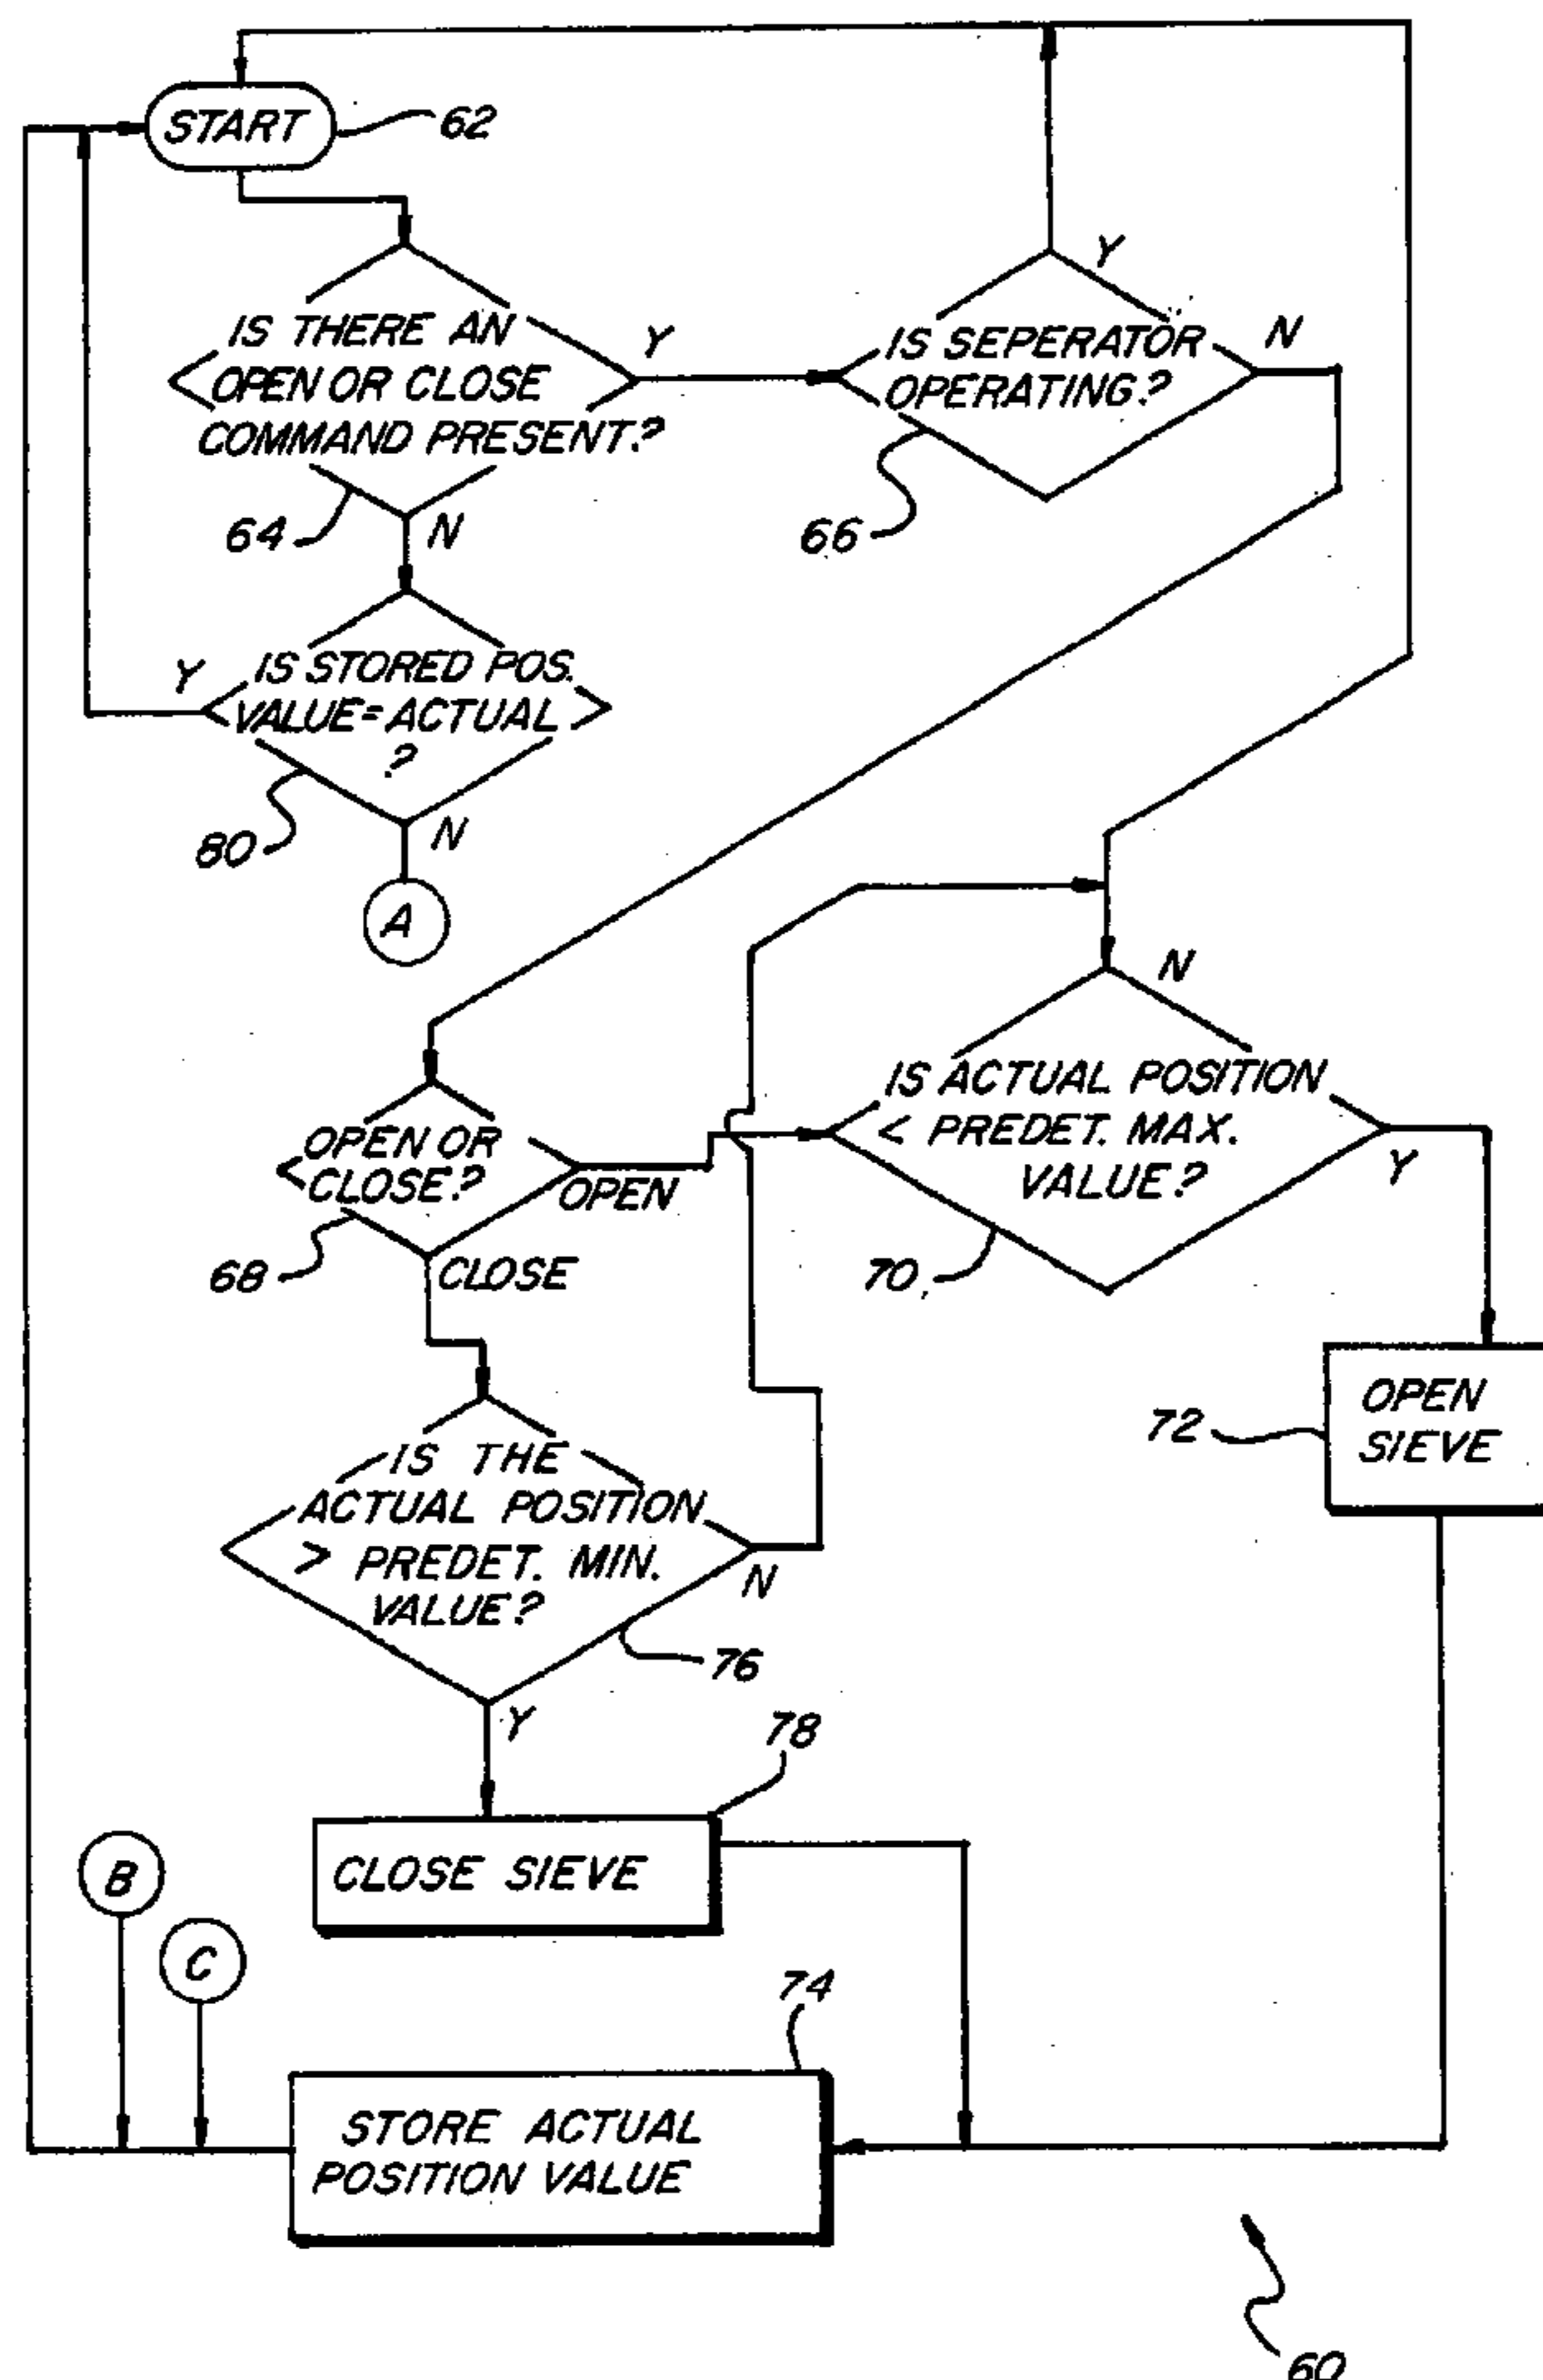 START
62
IS THERE AN
OPEN OR CLOSE
COMMAND PRESENT?
Y
N
64
Y
IS SEPERATOR
OPERATING?
N
66
IS STORED POS.
VALUE=ACTUAL
?
Y
N
80
A
OPEN OR
CLOSE?
OPEN
CLOSE
68
N
IS ACTUAL POSITION
< PREDET. MAX.
VALUE?
Y
70
OPEN
SIEVE
72
IS THE
ACTUAL POSITION
> PREDET. MIN.
VALUE?
N
Y
76
78
CLOSE SIEVE
B
C
74
STORE ACTUAL
POSITION VALUE
60